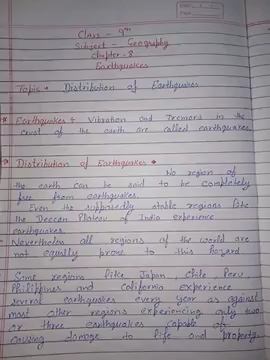 Class - 9th
Subject - Geography
Chapter - 8
Earthquakes
Topic - Distribution of Earthquakes
Earthquakes : Vibration and Tremors in the
crust of the earth are called earthquakes
→ Distribution of Earthquakes
No region of
the earth can be said to be completely
free from earthquakes.
Even the supposedly stable regions like
the Deccan Plateau of India experience
earthquakes.
Nevertheless all regions of the world are
not equally prone to this hazard
Some regions like Japan, Chile, Peru
Philippines and California experience
several earthquakes every year as against
most other regions experiencing only two
or three earthquakes capable of
causing damage to life and property